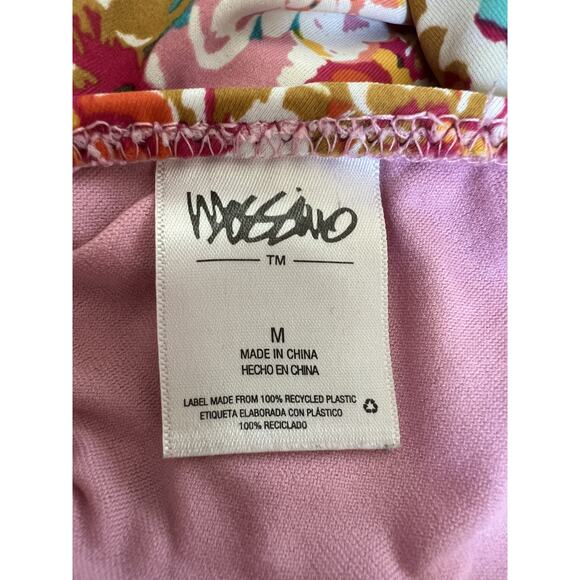 Mossimo
TM
M
MADE IN CHINA
HECHO EN CHINA
LABEL MADE FROM 100% RECYCLED PLASTIC
ETIQUETA ELABORADA CON PLÁSTICO
100% RECICLADO